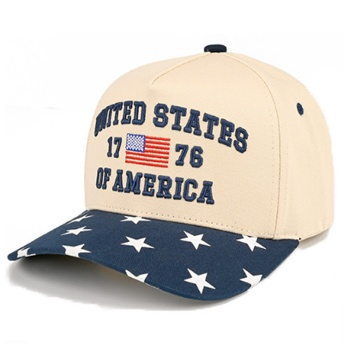 UNITED STATES
17 76
OF AMERICA